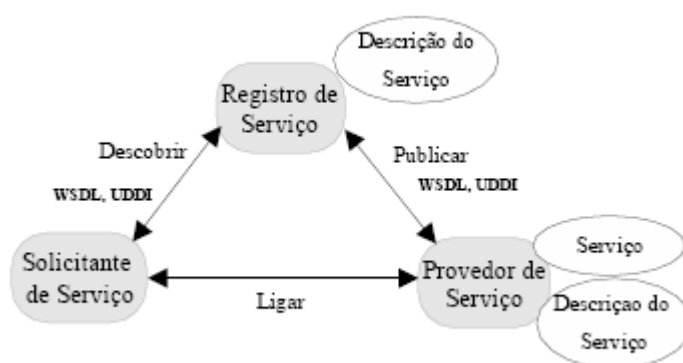 Descrição do
Serviço
Registro de
Serviço
Descobrir
WSDL, UDDI
Publicar
WSDL, UDDI
Solicitante
de Serviço
Ligar
Provedor de
Serviço
Serviço
Descriçao do
Serviço